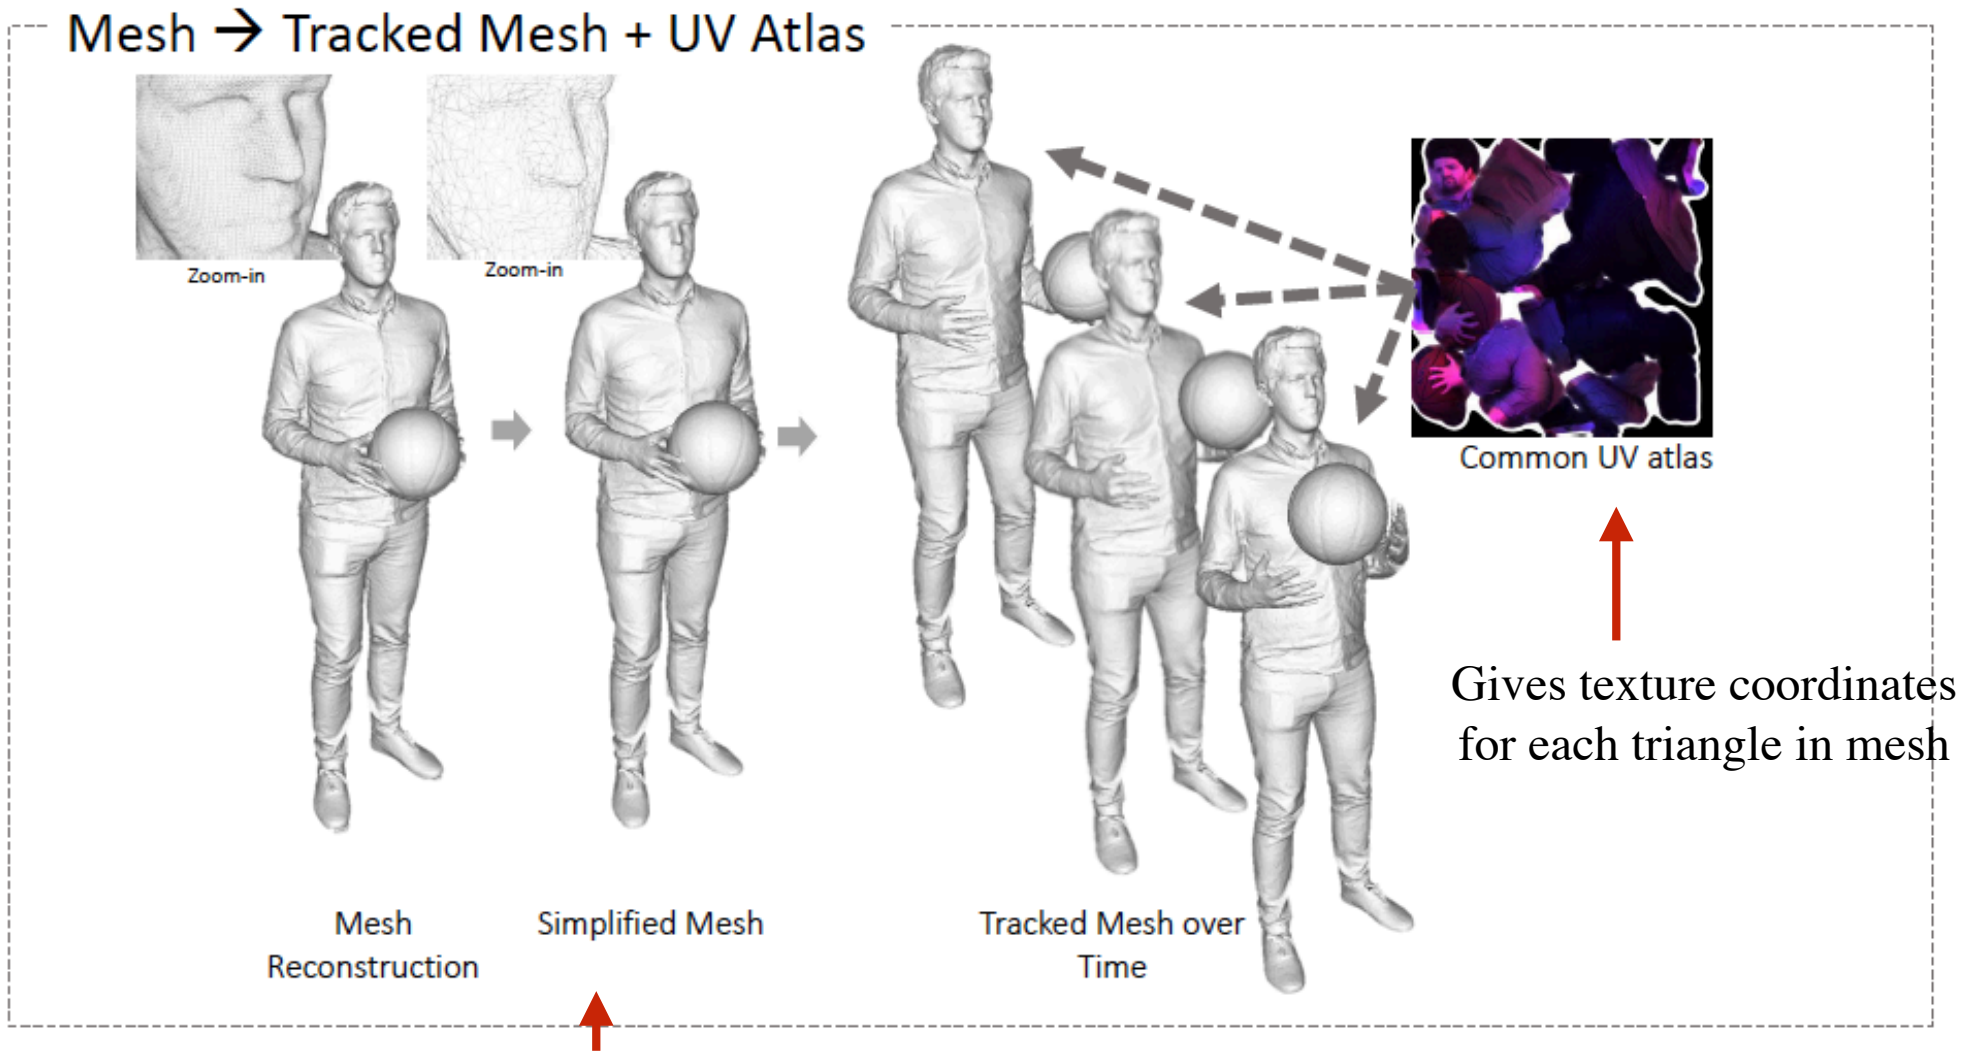 Mesh → Tracked Mesh + UV Atlas
Zoom-in
Zoom-in
Common UV atlas
Gives texture coordinates
for each triangle in mesh
Mesh
Reconstruction
Simplified Mesh
Tracked Mesh over
Time